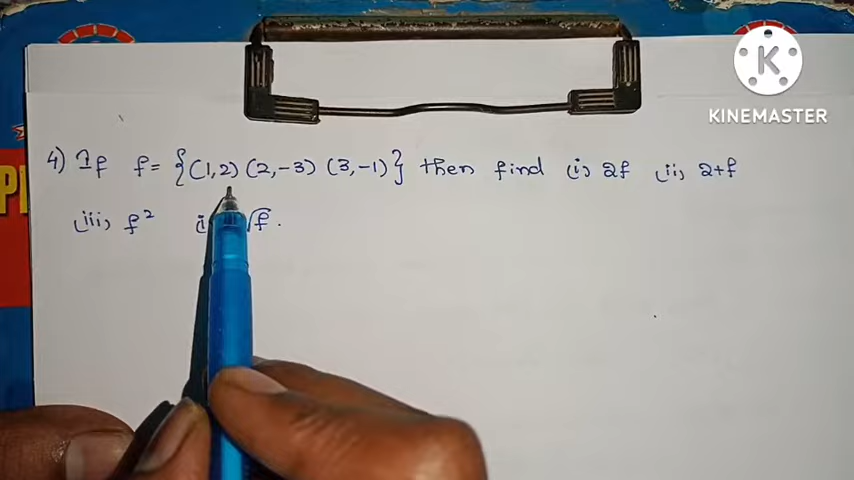 KINEMASTER
4) If f= {(1,2) (2,-3) (3,-1)} then find (i) 2f (ii) 2+f
(iii) f² √f.